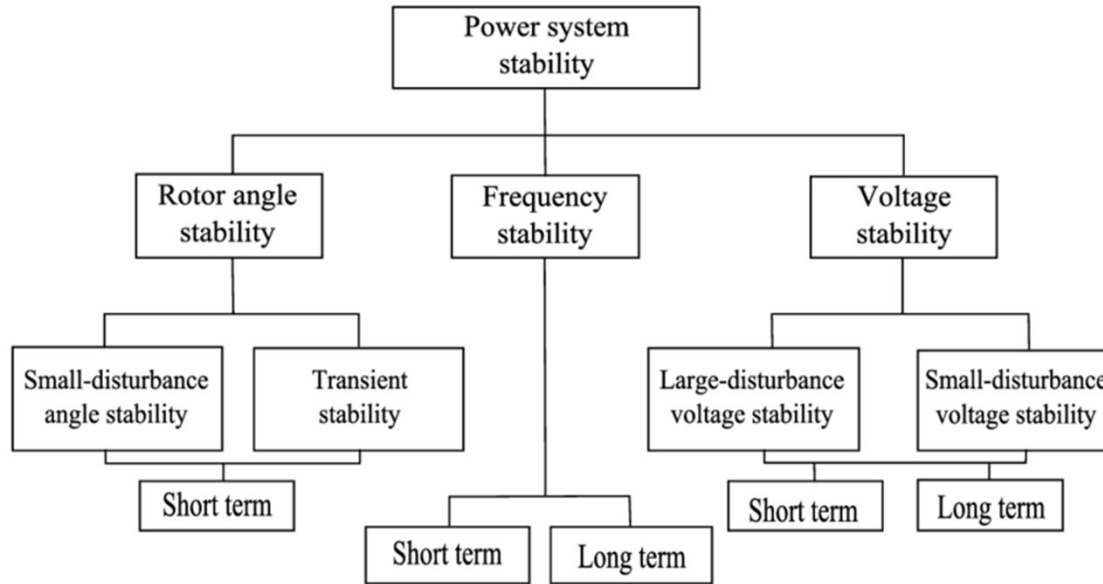 Power system
stability
Rotor angle
stability
Frequency
stability
Voltage
stability
Small-disturbance
angle stability
Transient
stability
Large-disturbance
voltage stability
Small-disturbance
voltage stability
Short term
Short term
Long term
Short term
Long term